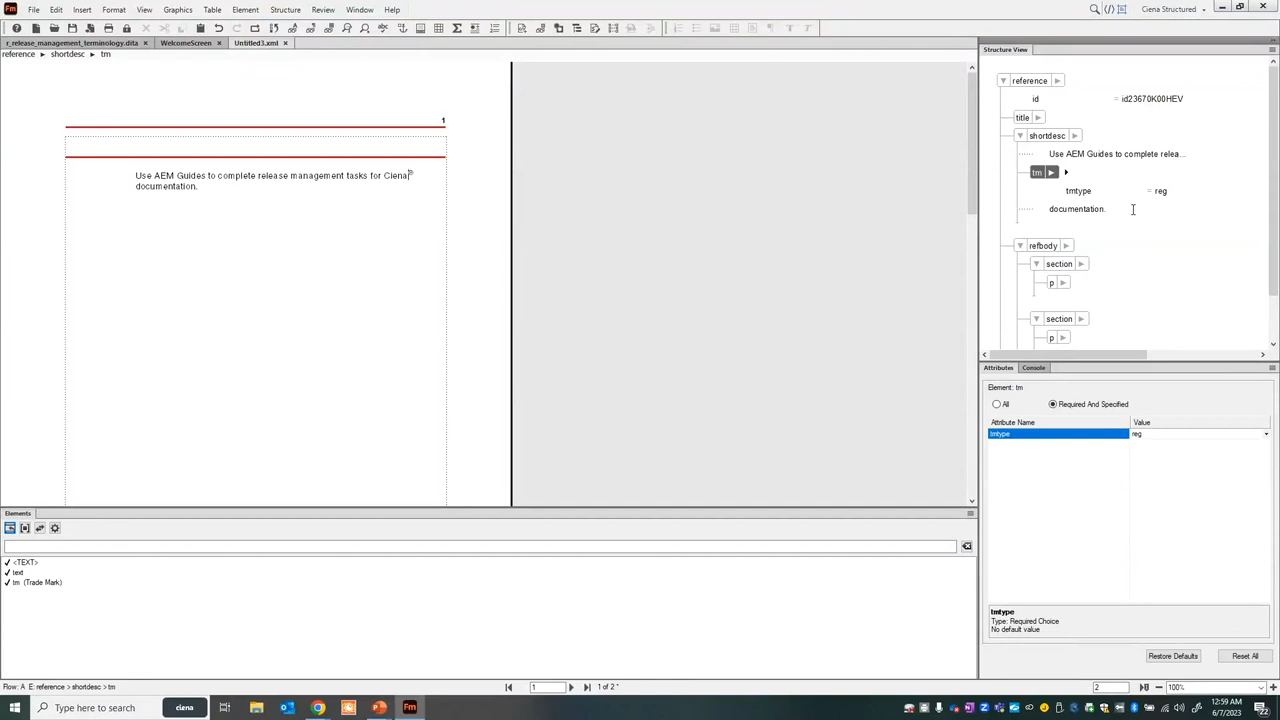 File Edit Insert Format View Graphics Table Element Structure Review Window Help
Ciena Structured
r_release_management_terminology.dita
WelcomeScreen
Untitled3.xml
reference
shortdesc
tm
1
Use AEM Guides to complete release management tasks for Ciena®
documentation.
Structure View
reference
id = id23670K00HEV
title
shortdesc
Use AEM Guides to complete relea...
tm
tmtype = reg
documentation.
refbody
section
p
section
p
Attributes Console
Element: tm
All Required And Specified
Attribute Name Value
tmtype reg
Elements
<TEXT>
text
tm (Trade Mark)
tmtype
Type: Required Choice
No default value
Restore Defaults Reset All
Flow: A E: reference > shortdesc > tm
1
1 of 2 *
2
100%
Type here to search
ciena
12:59 AM
6/7/2023
22